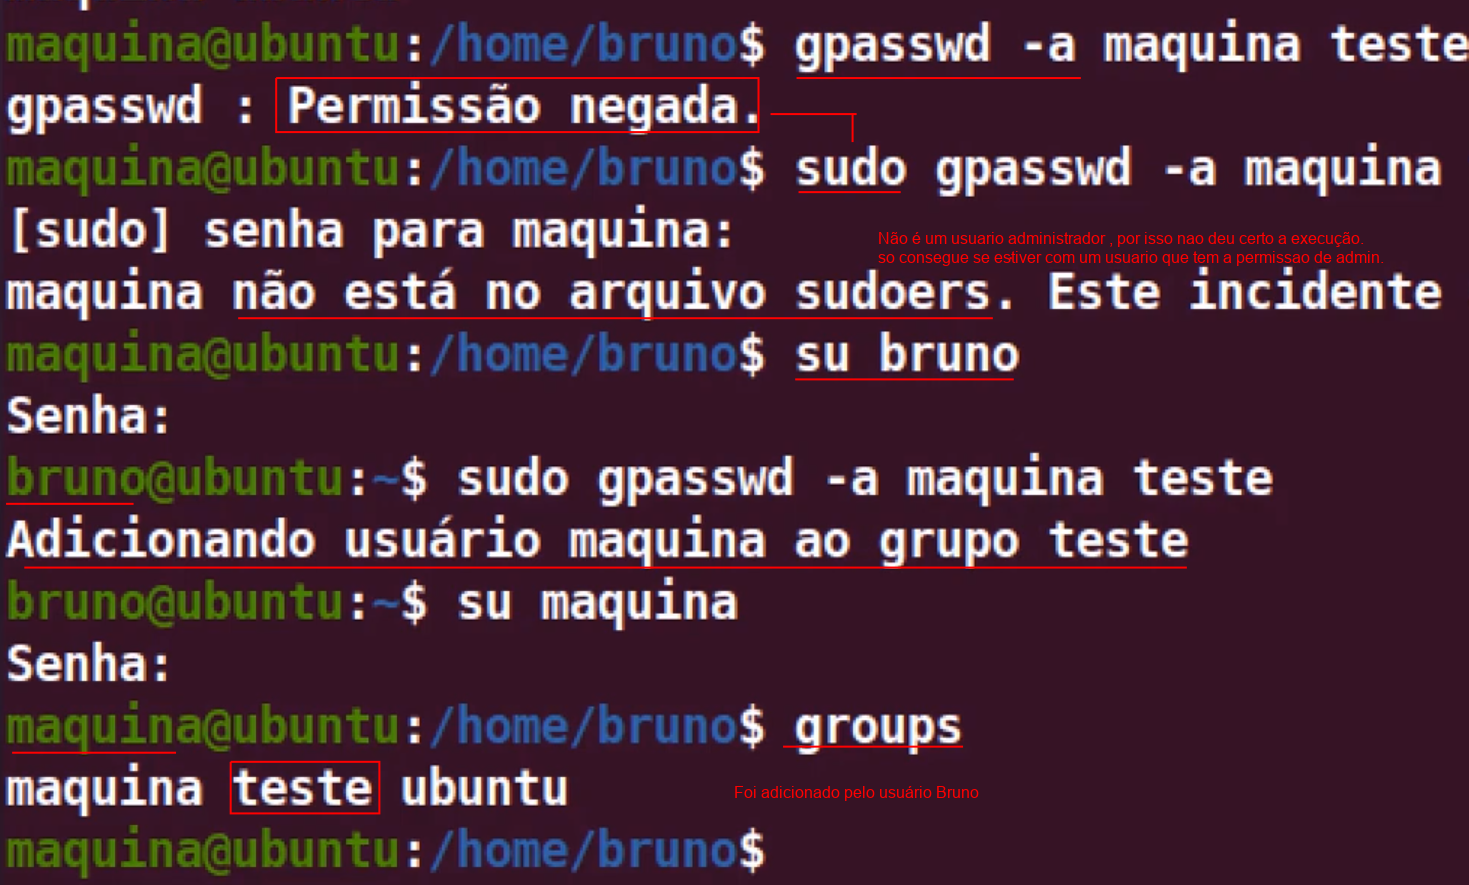 maquina@ubuntu:/home/bruno$ gpasswd -a maquina teste
gpasswd : Permissão negada.
maquina@ubuntu:/home/bruno$ sudo gpasswd -a maquina
[sudo] senha para maquina:
Não é um usuario administrador , por isso nao deu certo a execução.
so consegue se estiver com um usuario que tem a permissao de admin.
maquina não está no arquivo sudoers. Este incidente
maquina@ubuntu:/home/bruno$ su bruno
Senha:
bruno@ubuntu:~$ sudo gpasswd -a maquina teste
Adicionando usuário maquina ao grupo teste
bruno@ubuntu:~$ su maquina
Senha:
maquina@ubuntu:/home/bruno$ groups
maquina teste ubuntu
Foi adicionado pelo usuário Bruno
maquina@ubuntu:/home/bruno$